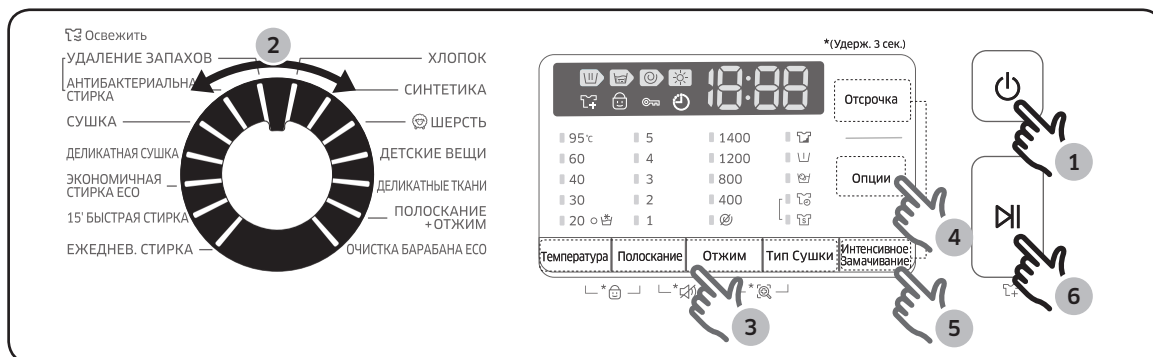 Освежить
УДАЛЕНИЕ ЗАПАХОВ
АНТИБАКТЕРИАЛЬНА
СТИРКА
СУШКА
ДЕЛИКАТНАЯ СУШКА
ЭКОНОМИЧНАЯ
СТИРКА ECO
15' БЫСТРАЯ СТИРКА
ЕЖЕДНЕВ. СТИРКА
2
ХЛОПОК
СИНТЕТИКА
ШЕРСТЬ
ДЕТСКИЕ ВЕЩИ
ДЕЛИКАТНЫЕ ТКАНИ
ПОЛОСКАНИЕ
+ОТЖИМ
ОЧИСТКА БАРАБАНА ECO
*(Удерж. 3 сек.)
18:88
95℃ 5 1400
60 4 1200
40 3 800
30 2 400
20 1
Отсрочка
Опции
Температура Полоскание Отжим Тип Сушки Интенсивное
Замачивание
* * *
3
4
5
1
6